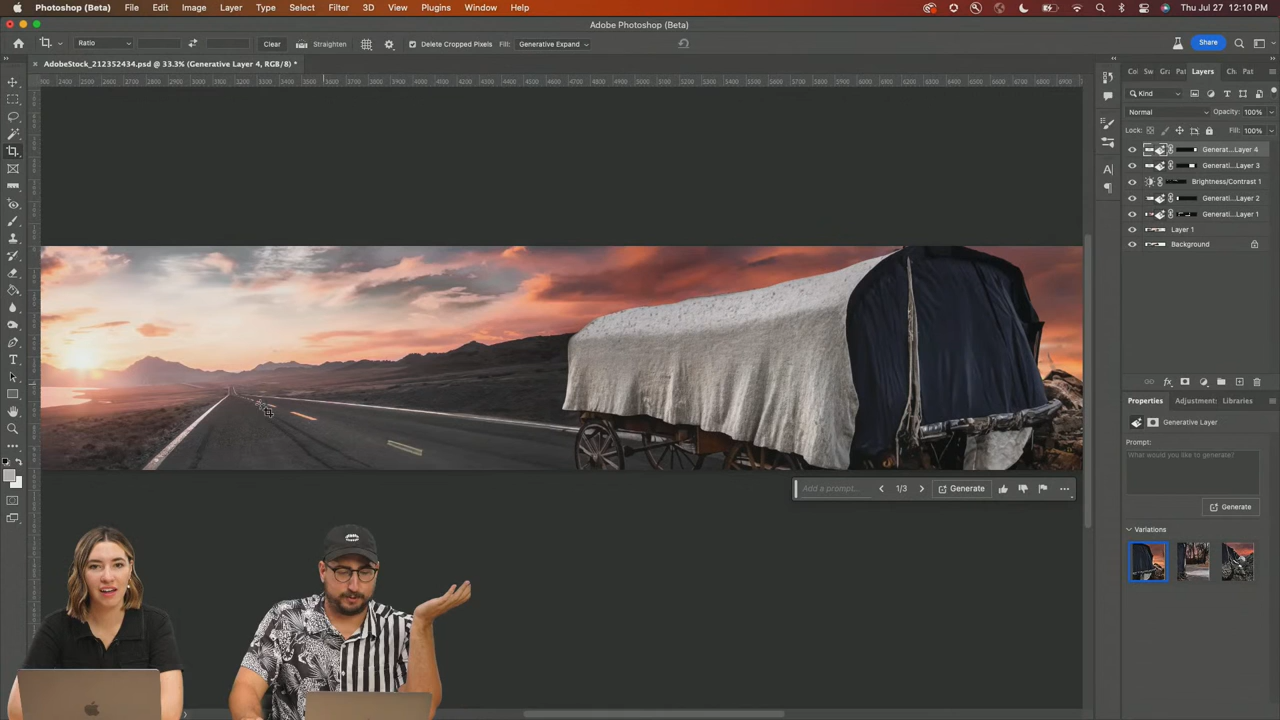 Photoshop (Beta) File Edit Image Layer Type Select Filter 3D View Plugins Window Help Thu Jul 27 12:10 PM
Adobe Photoshop (Beta)
Ratio Clear Straighten Delete Cropped Pixels Fill: Generative Expand Share
AdobeStock_212352434.psd @ 33.3% (Generative Layer 4, RGB/8) *
Layers
Kind
Normal Opacity: 100%
Lock: Fill: 100%
Generat...Layer 4
Generati...Layer 3
Brightness/Contrast 1
Generati...Layer 2
Generati...Layer 1
Layer 1
Background
Properties Adjustment: Libraries
Generative Layer
Prompt:
What would you like to generate?
Add a prompt... 1/3 Generate
Generate
Variations